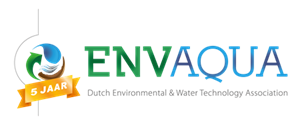 5 JAAR
ENVAQUA
Dutch Environmental & Water Technology Association